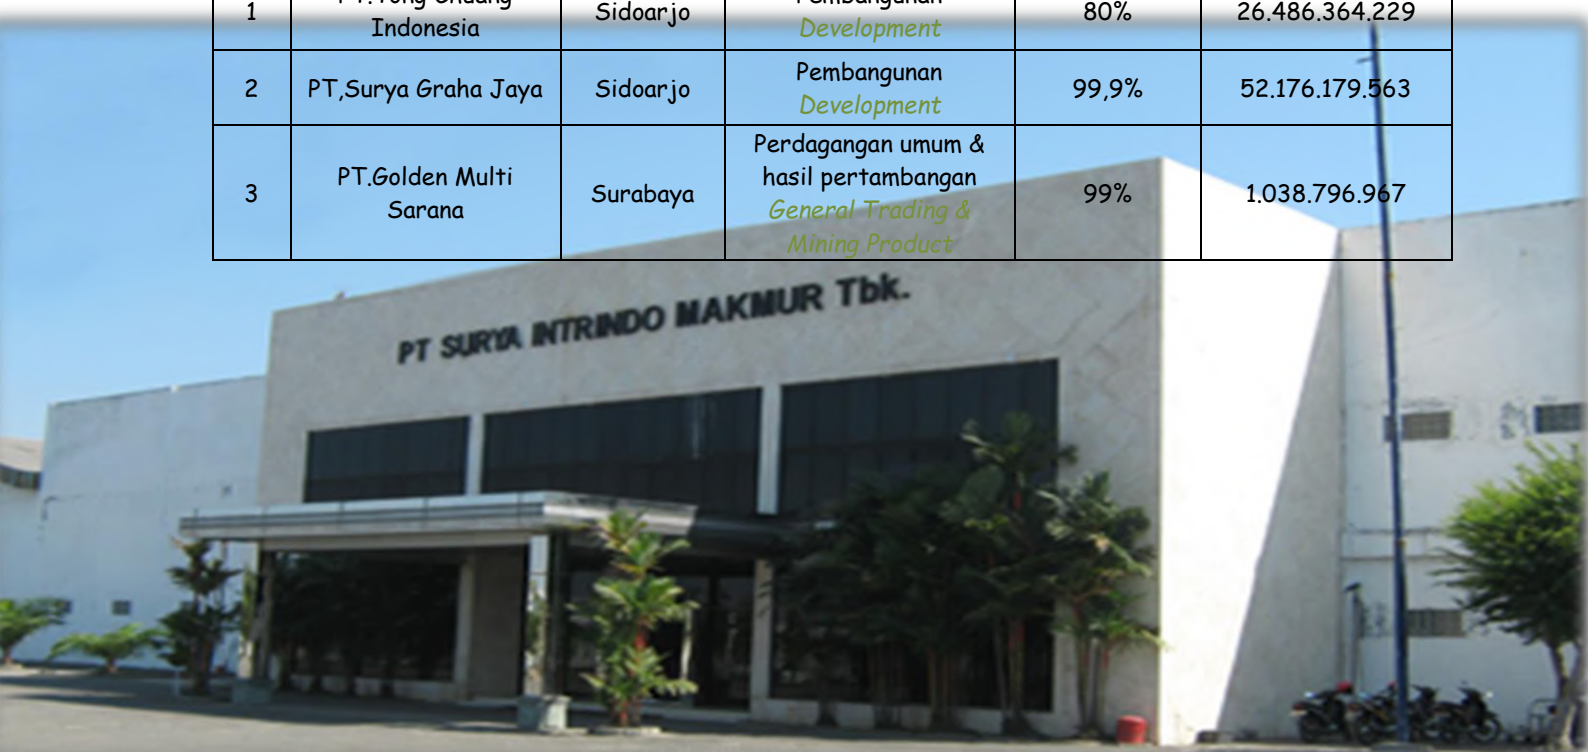 1
Indonesia
Sidoarjo
Development
80%
26.486.364.229
2
PT,Surya Graha Jaya
Sidoarjo
Pembangunan
Development
99,9%
52.176.179.563
3
PT.Golden Multi
Sarana
Surabaya
Perdagangan umum &
hasil pertambangan
General Trading &
Mining Product
99%
1.038.796.967
PT SURYA INTRINDO MAKMUR Tbk.